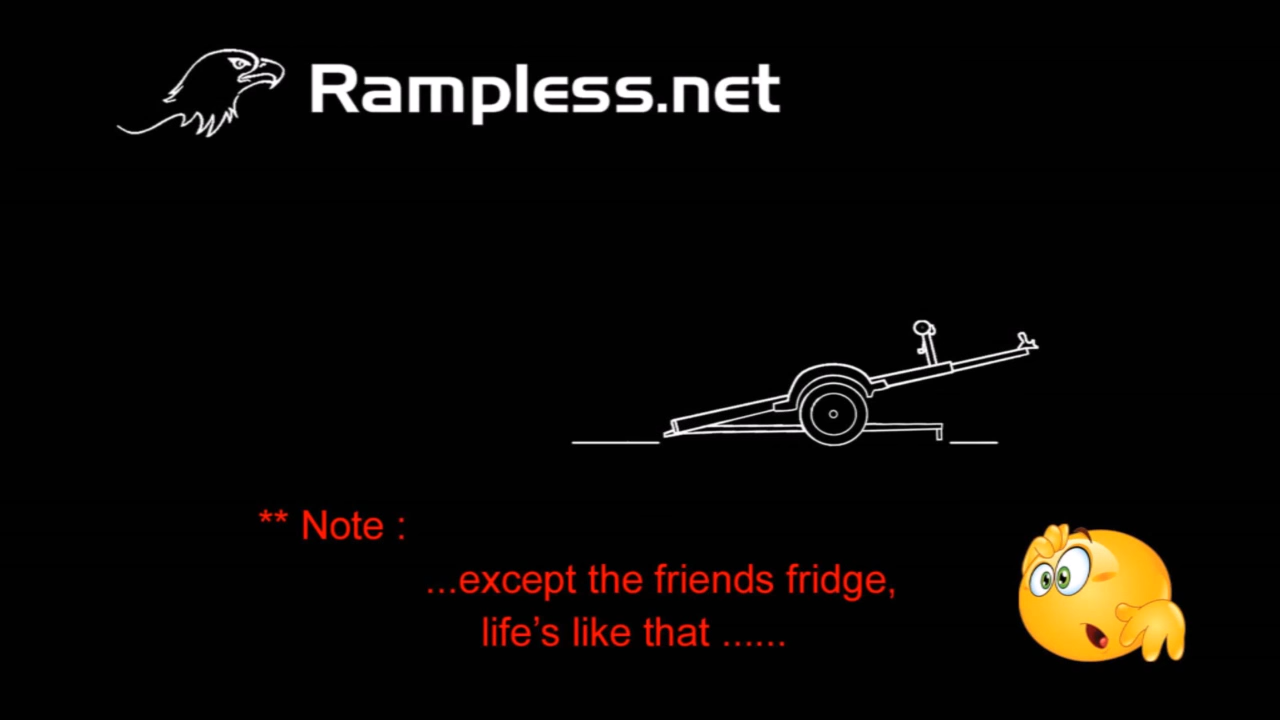 Rampless.net
** Note :
...except the friends fridge,
life’s like that ......